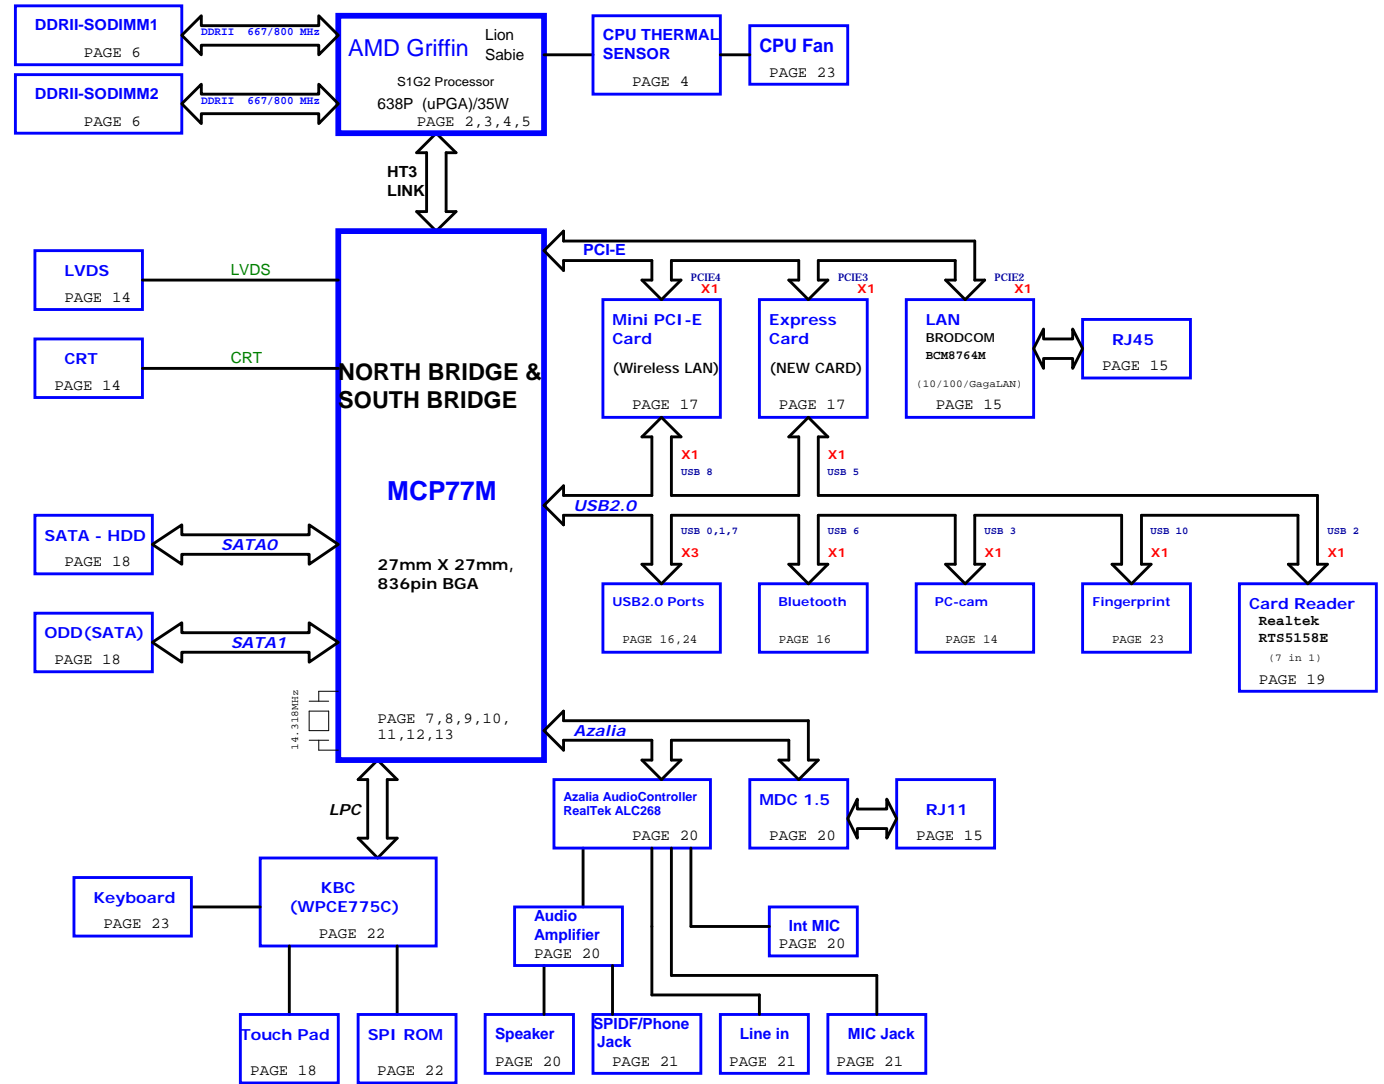 DDRII-SODIMM1
PAGE 6
DDRII 667/800 MHz
DDRII-SODIMM2
PAGE 6
DDRII 667/800 MHz
AMD Griffin
Lion
Sabie
S1G2 Processor
638P (uPGA)/35W
PAGE 2,3,4,5
CPU THERMAL
SENSOR
PAGE 4
CPU Fan
PAGE 23
HT3
LINK
LVDS
PAGE 14
LVDS
CRT
PAGE 14
CRT
NORTH BRIDGE &
SOUTH BRIDGE
MCP77M
27mm X 27mm,
836pin BGA
PAGE 7,8,9,10,
11,12,13
PCI-E
PCIE4
X1
PCIE3
X1
PCIE2
X1
Mini PCI-E
Card
(Wireless LAN)
PAGE 17
Express
Card
(NEW CARD)
PAGE 17
LAN
BRODCOM
BCM8764M
(10/100/GagaLAN)
PAGE 15
RJ45
PAGE 15
X1
USB 8
X1
USB 5
USB2.0
USB 0,1,7
X3
USB 6
X1
USB 3
X1
USB 10
X1
USB 2
X1
SATA - HDD
PAGE 18
SATA0
ODD(SATA)
PAGE 18
SATA1
14.318MHz
USB2.0 Ports
PAGE 16,24
Bluetooth
PAGE 16
PC-cam
PAGE 14
Fingerprint
PAGE 23
Card Reader
Realtek
RTS5158E
(7 in 1)
PAGE 19
Azalia
Azalia AudioController
RealTek ALC268
PAGE 20
MDC 1.5
PAGE 20
RJ11
PAGE 15
LPC
Keyboard
PAGE 23
KBC
(WPCE775C)
PAGE 22
Audio
Amplifier
PAGE 20
Int MIC
PAGE 20
Touch Pad
PAGE 18
SPI ROM
PAGE 22
Speaker
PAGE 20
SPIDF/Phone
Jack
PAGE 21
Line in
PAGE 21
MIC Jack
PAGE 21